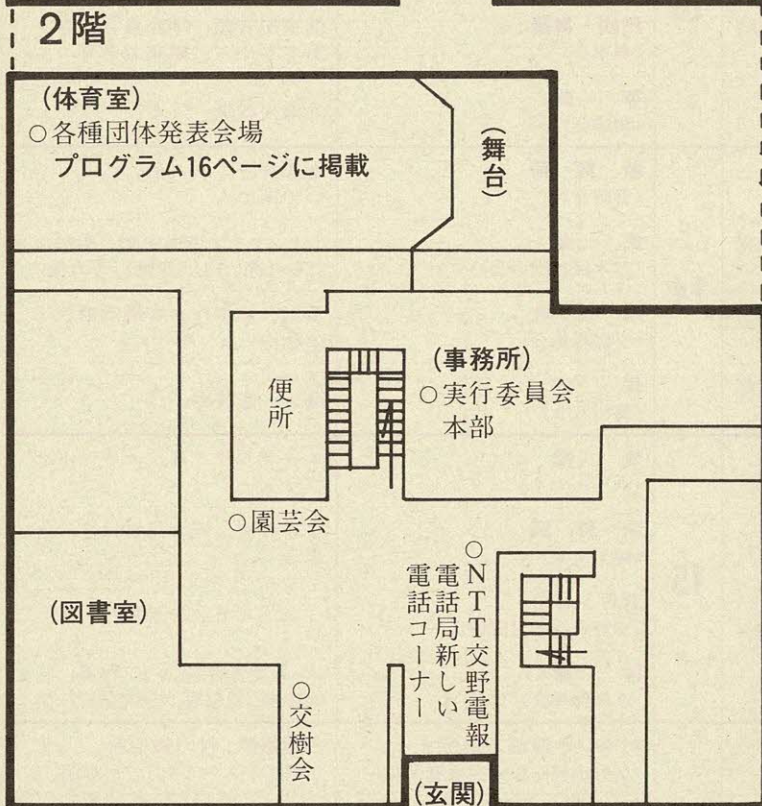 2階
(体育室)
○各種団体発表会場
プログラム16ページに掲載
(舞台)
便所
(事務所)
○実行委員会
本部
○園芸会
(図書室)
○NTT交野電報
電話局新しい
電話コーナー
○交樹会
(玄関)